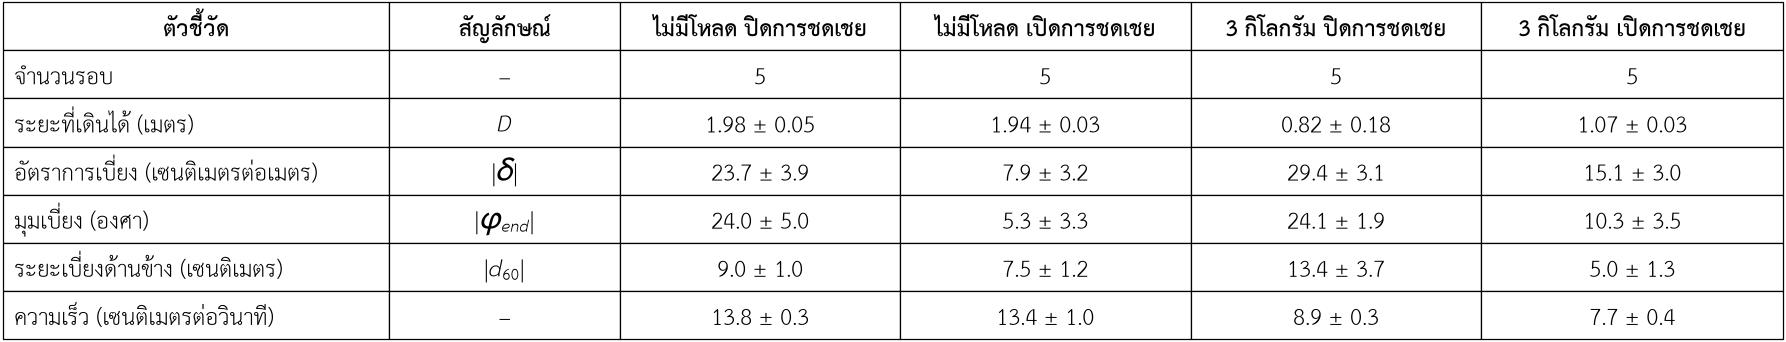 ตัวชี้วัด สัญลักษณ์ ไม่มีโหลด ปิดการชดเชย ไม่มีโหลด เปิดการชดเชย 3 กิโลกรัม ปิดการชดเชย 3 กิโลกรัม เปิดการชดเชย
จำนวนรอบ – 5 5 5 5
ระยะที่เดินได้ (เมตร) D 1.98 ± 0.05 1.94 ± 0.03 0.82 ± 0.18 1.07 ± 0.03
อัตราการเบี่ยง (เซนติเมตรต่อเมตร) |δ| 23.7 ± 3.9 7.9 ± 3.2 29.4 ± 3.1 15.1 ± 3.0
มุมเบี่ยง (องศา) |φend| 24.0 ± 5.0 5.3 ± 3.3 24.1 ± 1.9 10.3 ± 3.5
ระยะเบี่ยงด้านข้าง (เซนติเมตร) |d60| 9.0 ± 1.0 7.5 ± 1.2 13.4 ± 3.7 5.0 ± 1.3
ความเร็ว (เซนติเมตรต่อวินาที) – 13.8 ± 0.3 13.4 ± 1.0 8.9 ± 0.3 7.7 ± 0.4